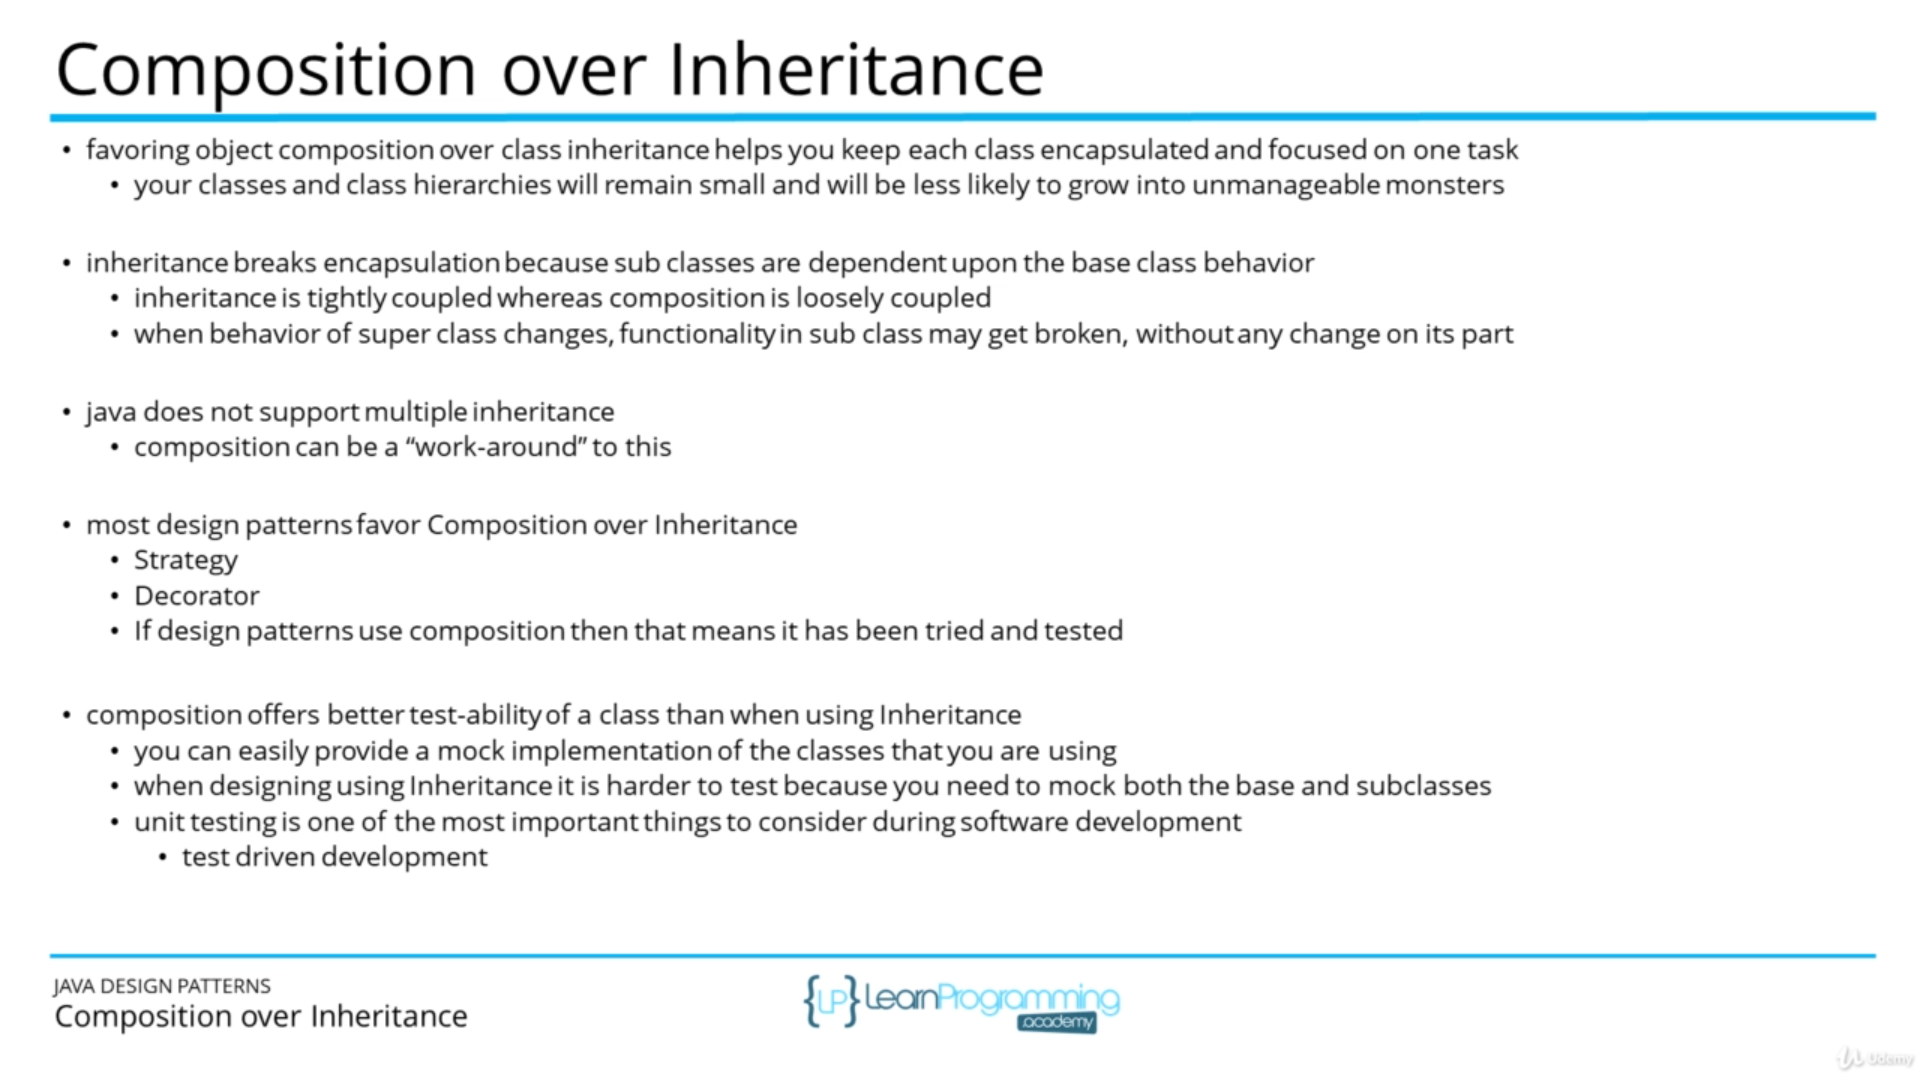 Composition over Inheritance
• favoring object composition over class inheritance helps you keep each class encapsulated and focused on one task
• your classes and class hierarchies will remain small and will be less likely to grow into unmanageable monsters
• inheritance breaks encapsulation because sub classes are dependent upon the base class behavior
• inheritance is tightly coupled whereas composition is loosely coupled
• when behavior of super class changes, functionality in sub class may get broken, without any change on its part
• java does not support multiple inheritance
• composition can be a “work-around” to this
• most design patterns favor Composition over Inheritance
• Strategy
• Decorator
• If design patterns use composition then that means it has been tried and tested
• composition offers better test-ability of a class than when using Inheritance
• you can easily provide a mock implementation of the classes that you are using
• when designing using Inheritance it is harder to test because you need to mock both the base and subclasses
• unit testing is one of the most important things to consider during software development
• test driven development
JAVA DESIGN PATTERNS
Composition over Inheritance
{LP} LearnProgramming
academy
Udemy